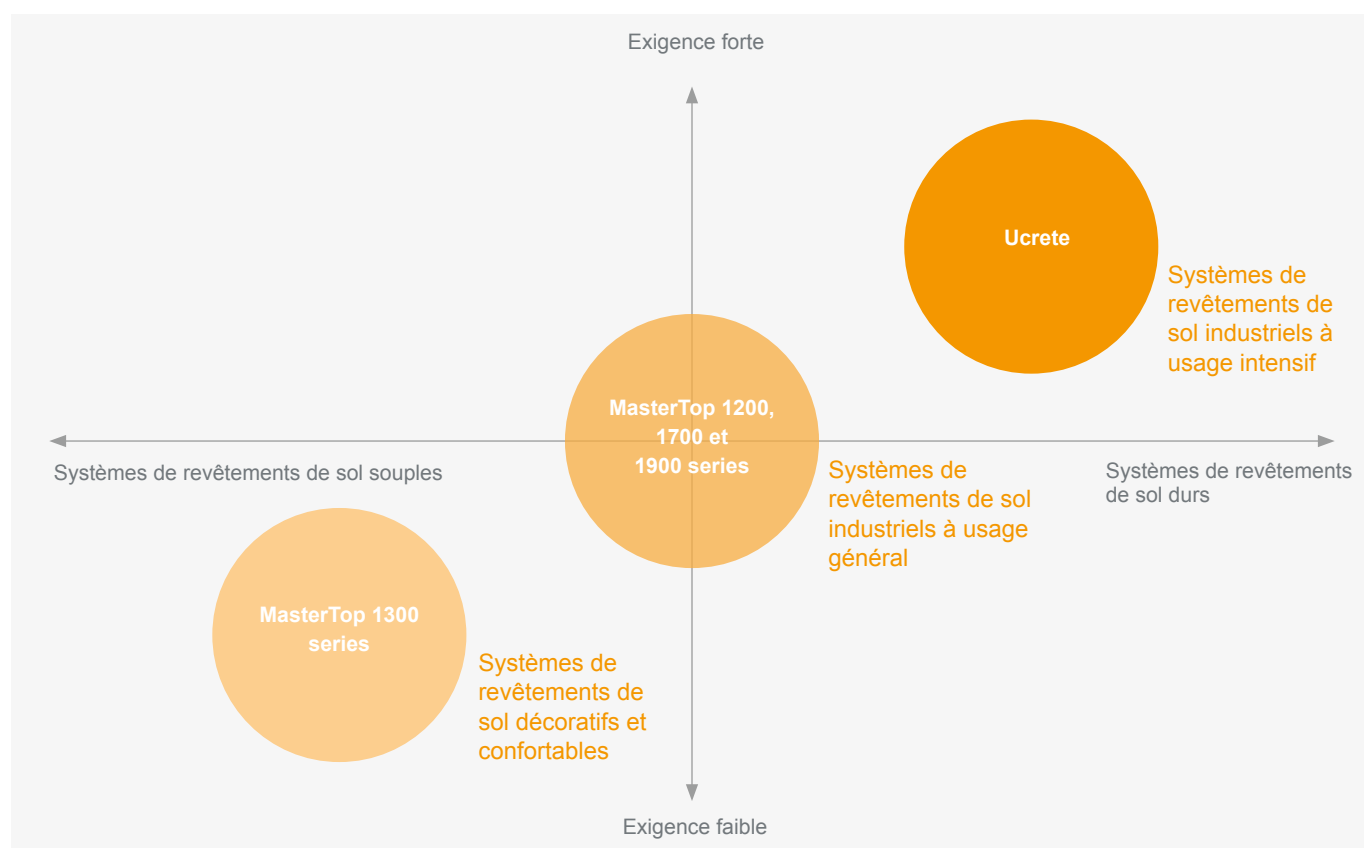 Exigence forte
Ucrete
Systèmes de
revêtements de
sol industriels à
usage intensif
MasterTop 1200,
1700 et
1900 series
Systèmes de revêtements de sol souples
Systèmes de
revêtements de sol
industriels à usage
général
Systèmes de revêtements
de sol durs
MasterTop 1300
series
Systèmes de
revêtements de
sol décoratifs et
confortables
Exigence faible